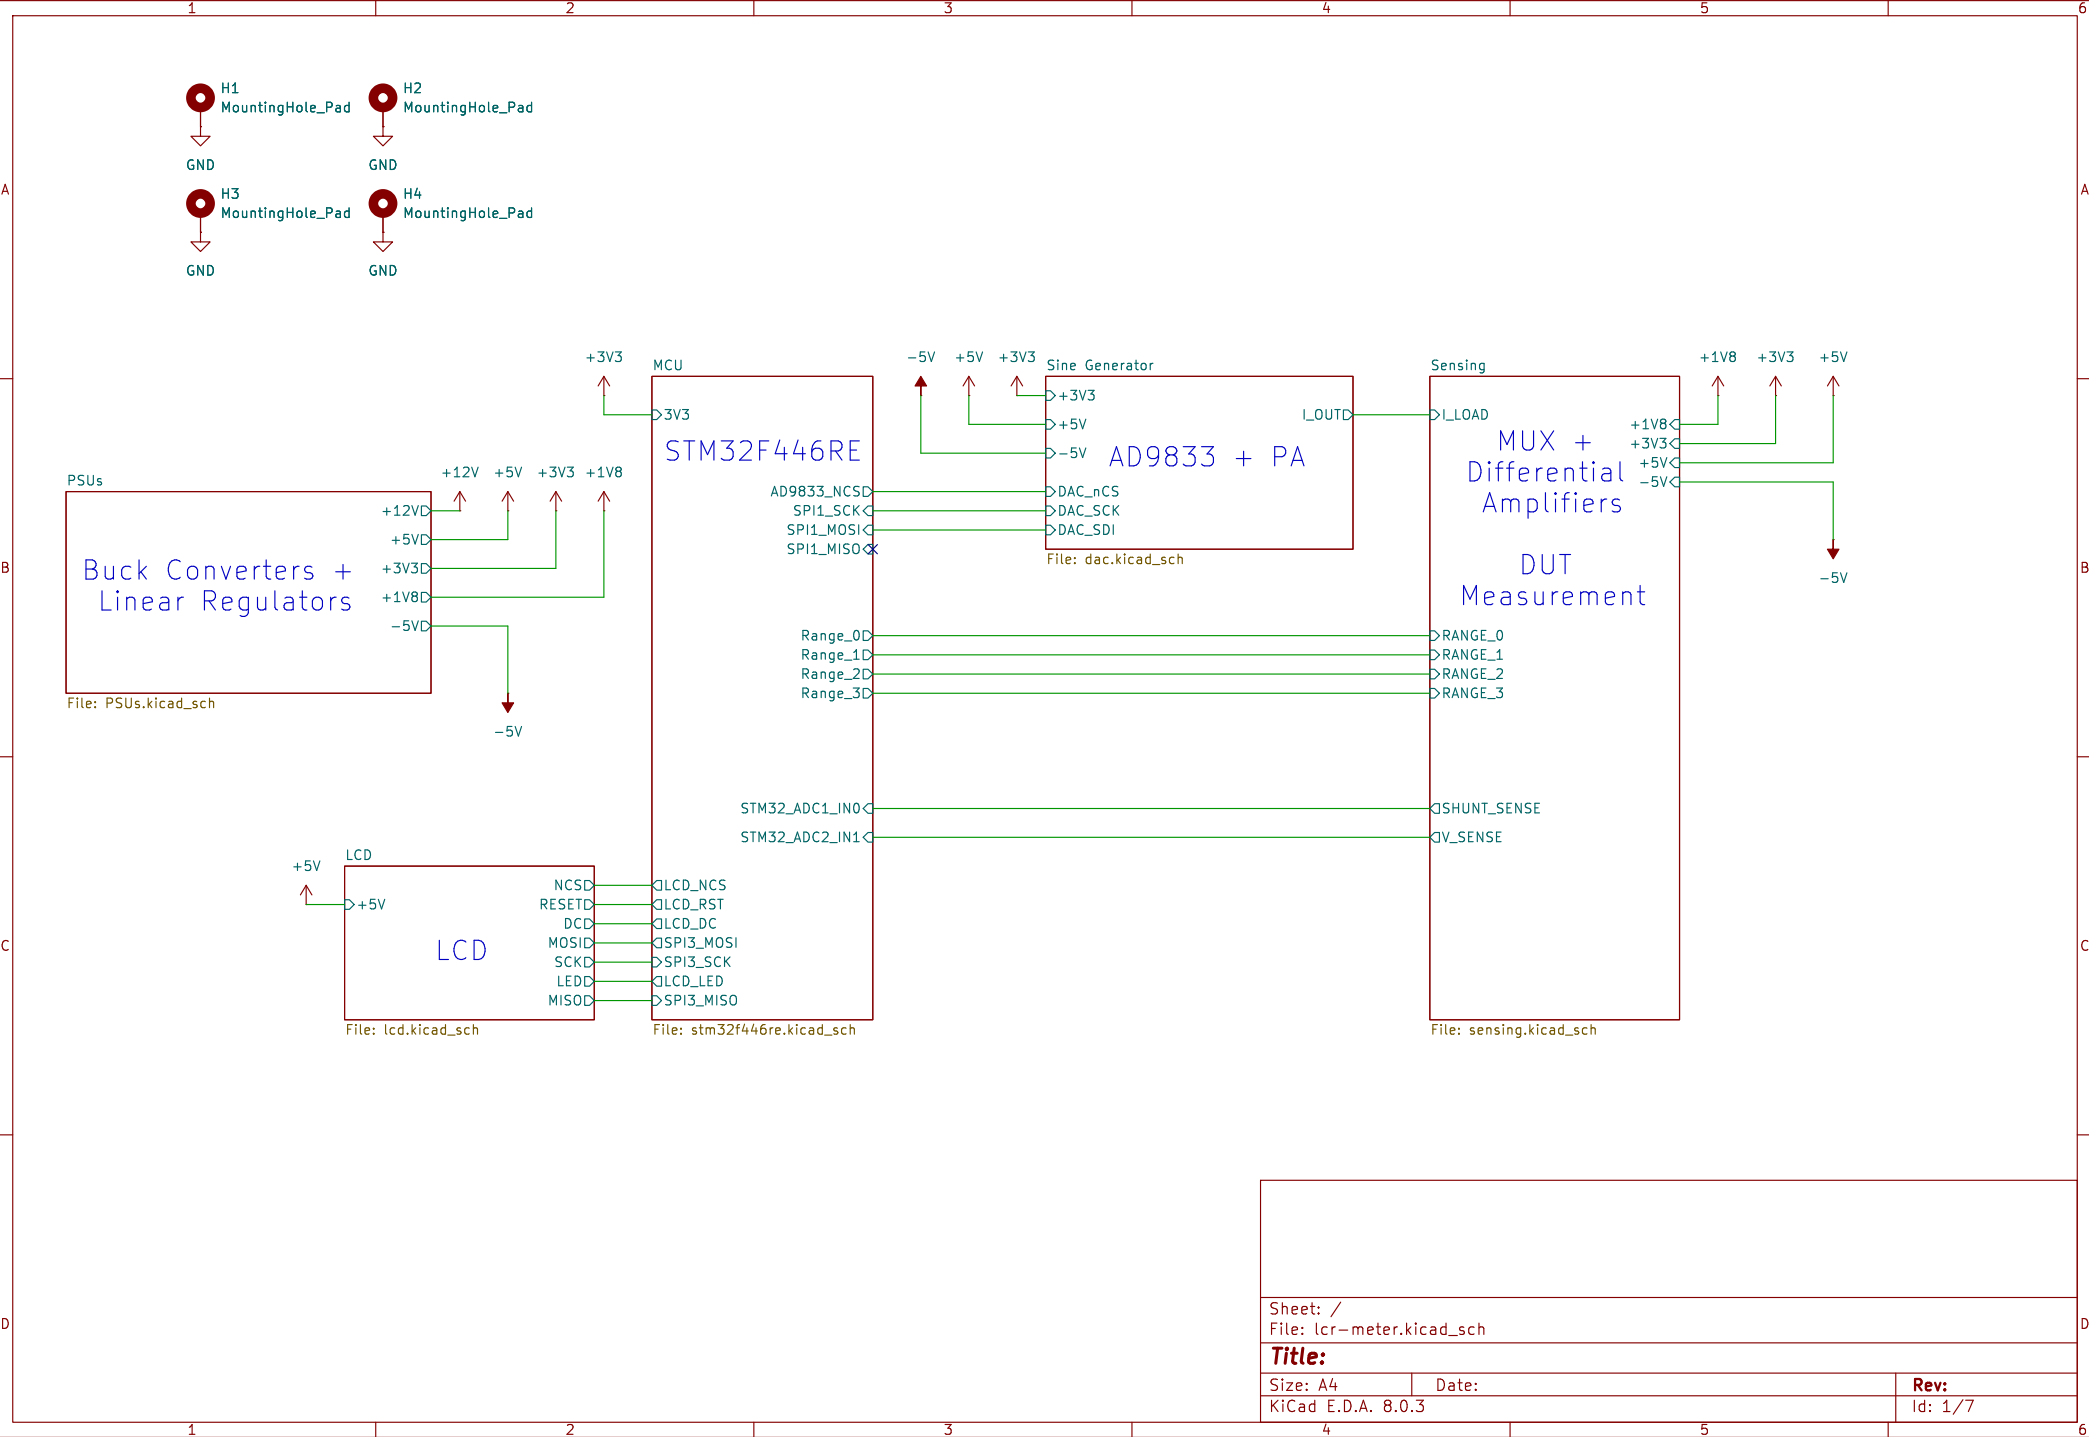 1 2 3 4 5 6
H1
MountingHole_Pad
GND
H2
MountingHole_Pad
GND
A A
H3
MountingHole_Pad
GND
H4
MountingHole_Pad
GND
PSUs
+12V
+5V
+3V3
+1V8
-5V
Buck Converters +
Linear Regulators
File: PSUs.kicad_sch
+12V +5V +3V3 +1V8
-5V
B B
+3V3
MCU
3V3
STM32F446RE
AD9833_NCS
SPI1_SCK
SPI1_MOSI
SPI1_MISO
Range_0
Range_1
Range_2
Range_3
STM32_ADC1_IN0
STM32_ADC2_IN1
LCD_NCS
LCD_RST
LCD_DC
SPI3_MOSI
SPI3_SCK
LCD_LED
SPI3_MISO
File: stm32f446re.kicad_sch
-5V +5V +3V3
Sine Generator
+3V3
+5V
-5V
I_OUT
AD9833 + PA
DAC_nCS
DAC_SCK
DAC_SDI
File: dac.kicad_sch
Sensing
I_LOAD
+1V8
+3V3
+5V
-5V
MUX +
Differential
Amplifiers
DUT
Measurement
RANGE_0
RANGE_1
RANGE_2
RANGE_3
SHUNT_SENSE
V_SENSE
File: sensing.kicad_sch
+1V8 +3V3 +5V
-5V
+5V
LCD
+5V
LCD
NCS
RESET
DC
MOSI
SCK
LED
MISO
File: lcd.kicad_sch
C C
D D
Sheet: /
File: lcr-meter.kicad_sch
Title:
Size: A4 Date: Rev:
KiCad E.D.A. 8.0.3 Id: 1/7
1 2 3 4 5 6